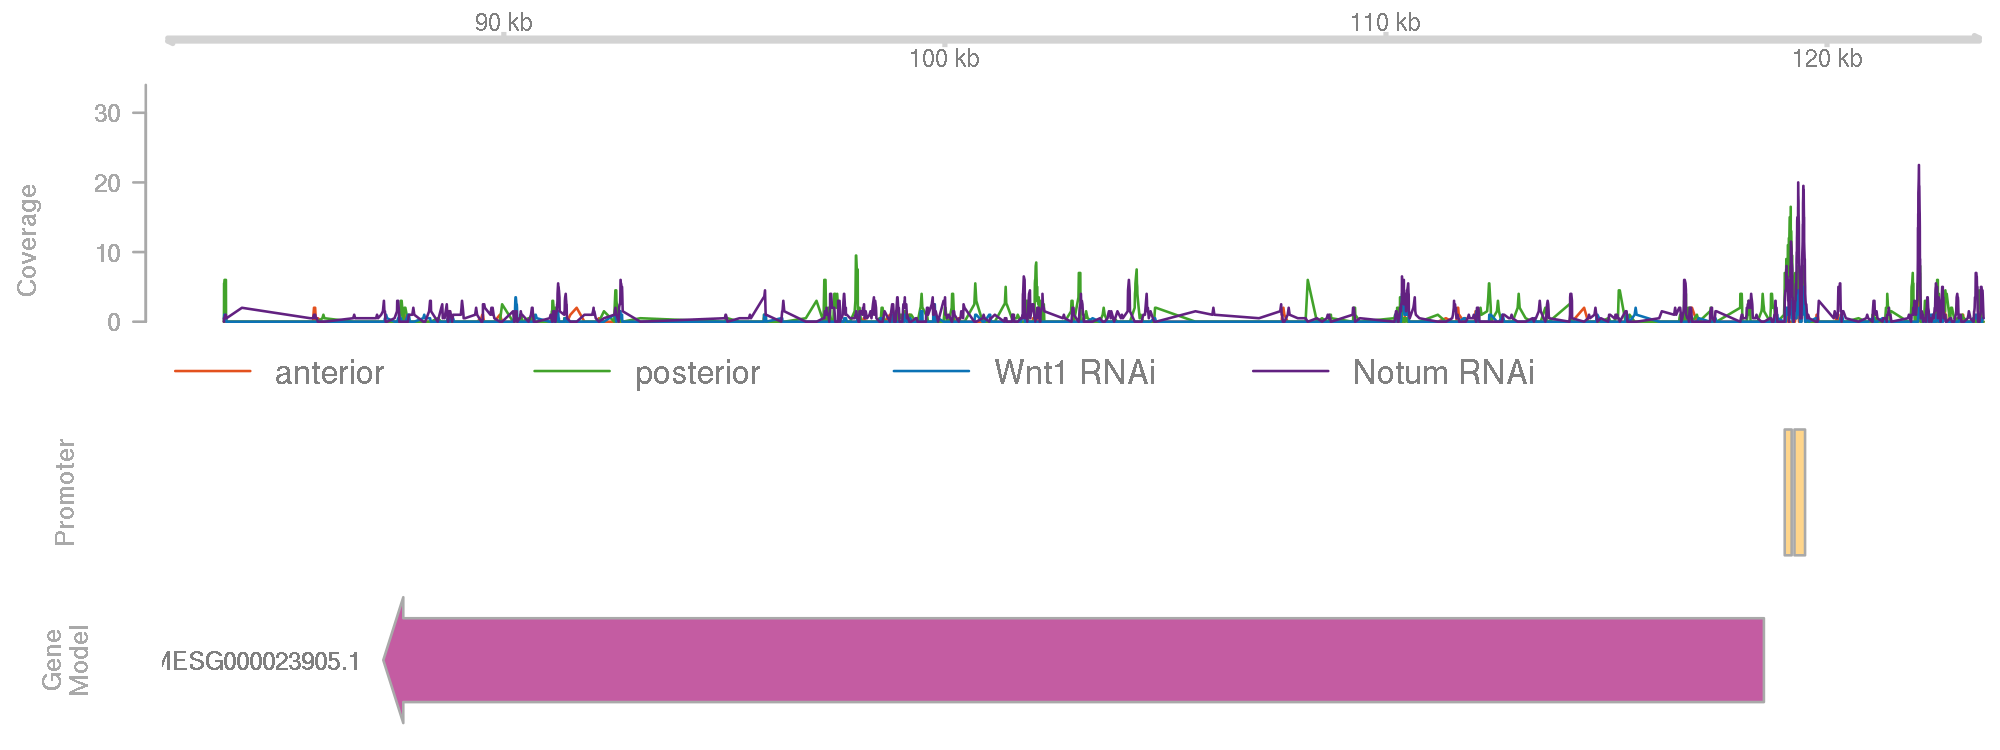 90 kb
110 kb
100 kb
120 kb
Coverage
30
20
10
0
anterior
posterior
Wnt1 RNAi
Notum RNAi
Promoter
Gene
Model
MESG000023905.1